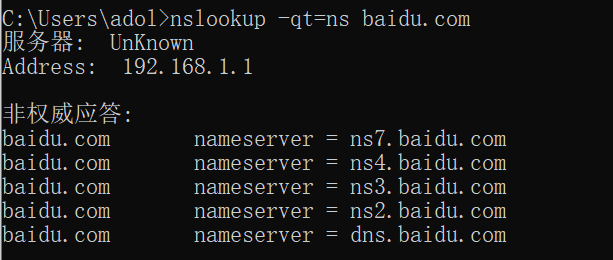 C:\Users\adol>nslookup -qt=ns baidu.com
服务器:  UnKnown
Address:  192.168.1.1

非权威应答:
baidu.com       nameserver = ns7.baidu.com
baidu.com       nameserver = ns4.baidu.com
baidu.com       nameserver = ns3.baidu.com
baidu.com       nameserver = ns2.baidu.com
baidu.com       nameserver = dns.baidu.com